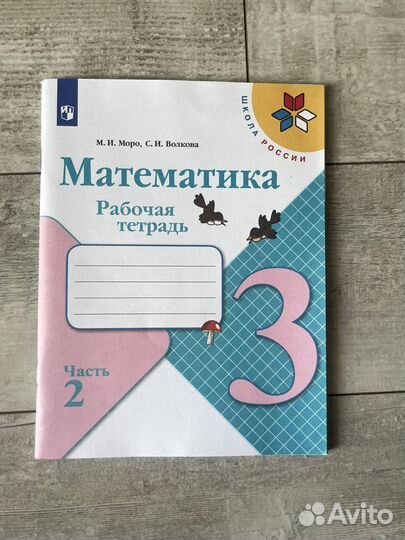 ШКОЛА РОССИИ
М. И. Моро, С. И. Волкова
Математика
Рабочая
тетрадь
3
Часть
2
Avito